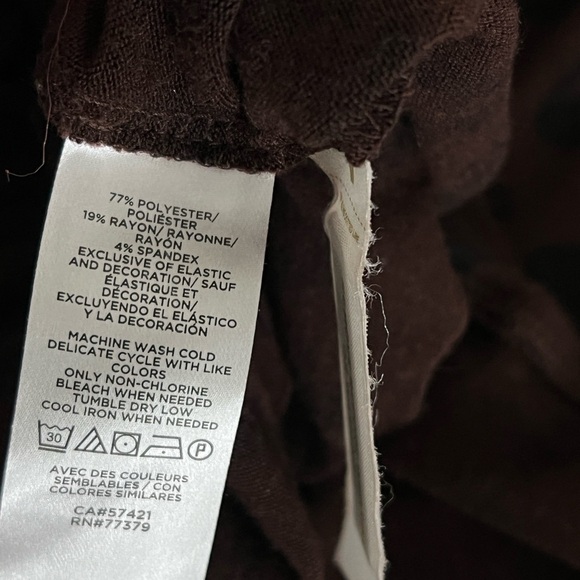 77% POLYESTER/
POLIÉSTER
19% RAYON/ RAYONNE/
RAYÓN
4% SPANDEX
EXCLUSIVE OF ELASTIC
AND DECORATION/ SAUF
ÉLASTIQUE ET
DÉCORATION/
EXCLUYENDO EL ELÁSTICO
Y LA DECORACIÓN
MACHINE WASH COLD
DELICATE CYCLE WITH LIKE
COLORS
ONLY NON-CHLORINE
BLEACH WHEN NEEDED
TUMBLE DRY LOW
COOL IRON WHEN NEEDED
30 P
AVEC DES COULEURS
SEMBLABLES / CON
COLORES SIMILARES
CA#57421
RN#77379